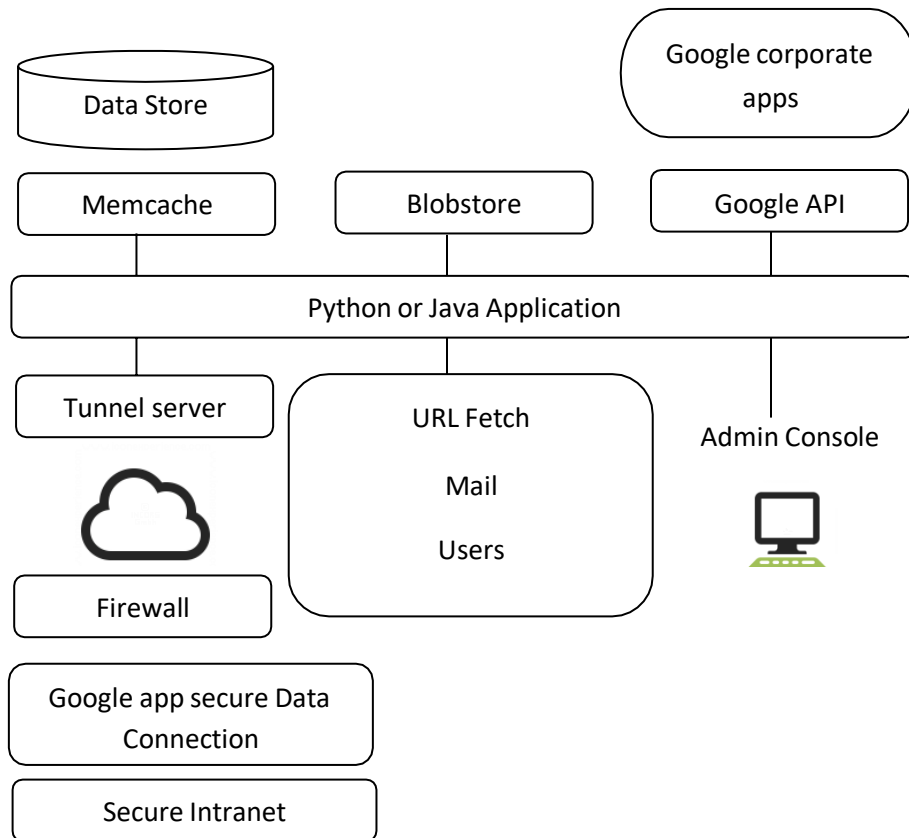 Google corporate
apps
Data Store
Memcache
Blobstore
Google API
Python or Java Application
Tunnel server
URL Fetch
Admin Console
Mail
Users
Firewall
Google app secure Data
Connection
Secure Intranet